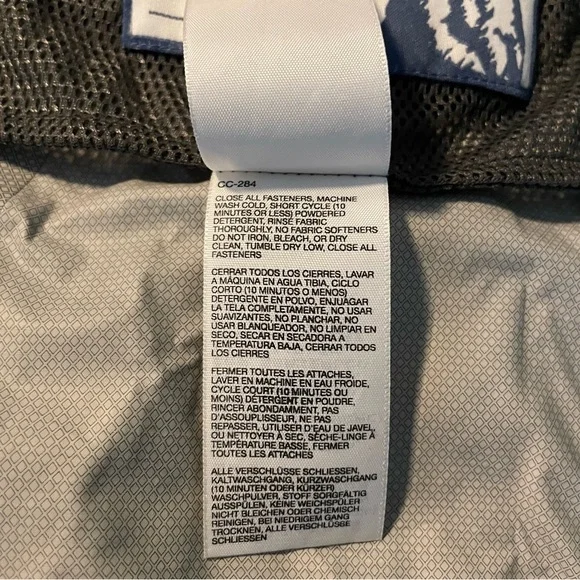 CC-284
CLOSE ALL FASTENERS, MACHINE
WASH COLD, SHORT CYCLE (10
MINUTES OR LESS) POWDERED
DETERGENT, RINSE FABRIC
THOROUGHLY, NO FABRIC SOFTENERS
DO NOT IRON, BLEACH, OR DRY
CLEAN, TUMBLE DRY LOW, CLOSE ALL
FASTENERS
CERRAR TODOS LOS CIERRES, LAVAR
A MÁQUINA EN AGUA TIBIA, CICLO
CORTO (10 MINUTOS O MENOS)
DETERGENTE EN POLVO, ENJUAGAR
LA TELA COMPLETAMENTE, NO USAR
SUAVIZANTES, NO PLANCHAR, NO
USAR BLANQUEADOR, NO LIMPIAR EN
SECO, SECAR EN SECADORA A
TEMPERATURA BAJA, CERRAR TODOS
LOS CIERRES
FERMER TOUTES LES ATTACHES,
LAVER EN MACHINE EN EAU FROIDE,
CYCLE COURT (10 MINUTES OU
MOINS) DÉTERGENT EN POUDRE,
RINCER ABONDAMMENT, PAS
D'ASSOUPLISSEUR, NE PAS
REPASSER, UTILISER D'EAU DE JAVEL,
OU NETTOYER À SEC, SÈCHE-LINGE À
TEMPÉRATURE BASSE, FERMER
TOUTES LES ATTACHES
ALLE VERSCHLÜSSE SCHLIESSEN,
KALTWASCHGANG, KURZWASCHGANG
(10 MINUTEN ODER KÜRZER)
WASCHPULVER, STOFF SORGFÄLTIG
AUSSPÜLEN, KEINE WEICHSPÜLER
NICHT BLEICHEN ODER CHEMISCH
REINIGEN, BEI NIEDRIGEM GANG
TROCKNEN, ALLE VERSCHLÜSSE
SCHLIESSEN